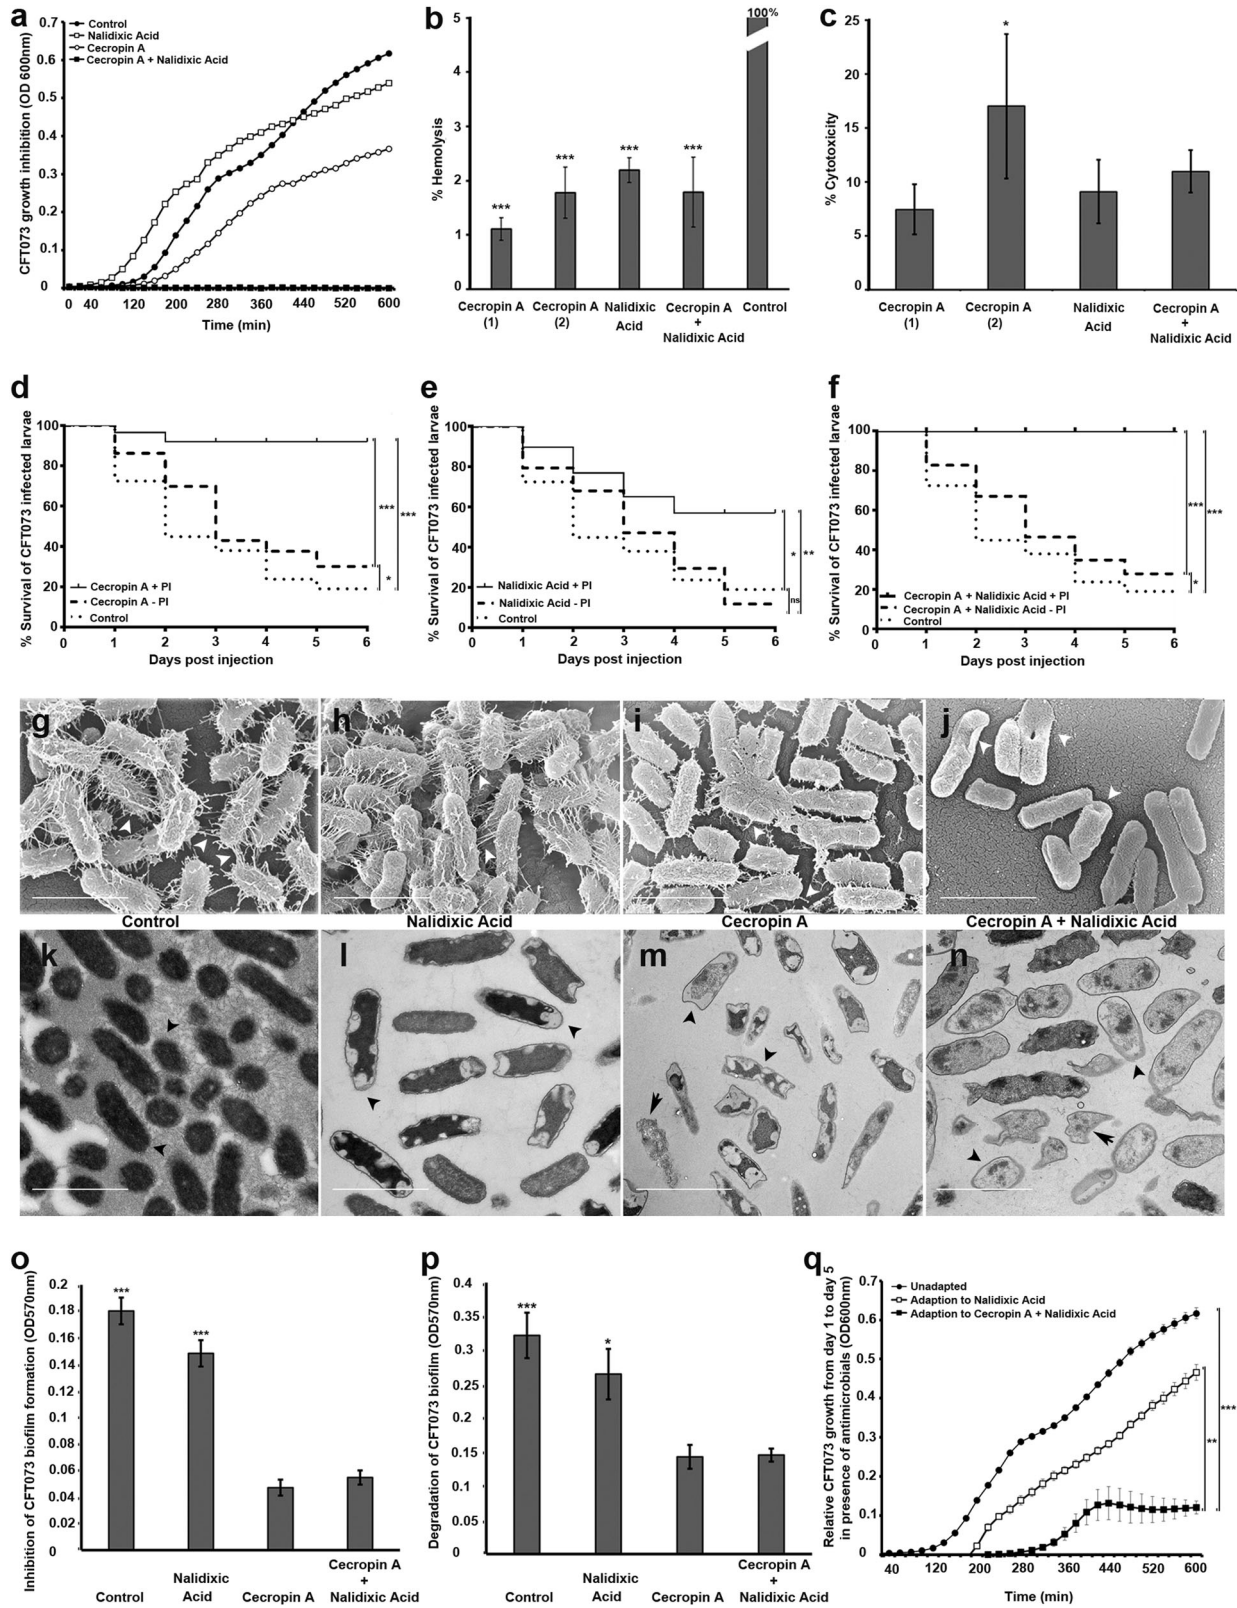 a
CFT073 growth inhibition (OD 600nm)
0.7
0.6
0.5
0.4
0.3
0.2
0.1
0
Control
Nalidixic Acid
Cecropin A
Cecropin A + Nalidixic Acid
0 40 120 200 280 360 440 520 600
Time (min)
b
% Hemolysis
5
4
3
2
1
0
***
***
***
***
100%
Cecropin A (1)
Cecropin A (2)
Nalidixic Acid
Cecropin A + Nalidixic Acid
Control
c
% Cytotoxicity
25
20
15
10
5
0
*
Cecropin A (1)
Cecropin A (2)
Nalidixic Acid
Cecropin A + Nalidixic Acid
d
% Survival of CFT073 infected larvae
100
80
60
40
20
0
Cecropin A + PI
Cecropin A - PI
Control
***
***
*
0 1 2 3 4 5 6
Days post injection
e
% Survival of CFT073 infected larvae
100
80
60
40
20
0
Nalidixic Acid + PI
Nalidixic Acid - PI
Control
*
**
ns
0 1 2 3 4 5 6
Days post injection
f
% Survival of CFT073 infected larvae
100
80
60
40
20
0
Cecropin A + Nalidixic Acid + PI
Cecropin A + Nalidixic Acid - PI
Control
***
***
*
0 1 2 3 4 5 6
Days post injection
g
h
i
j
Control
Nalidixic Acid
Cecropin A
Cecropin A + Nalidixic Acid
k
l
m
n
o
Inhibition of CFT073 biofilm formation (OD570nm)
0.2
0.18
0.16
0.14
0.12
0.1
0.08
0.06
0.04
0.02
0
***
***
Control
Nalidixic Acid
Cecropin A
Cecropin A + Nalidixic Acid
p
Degradation of CFT073 biofilm (OD570nm)
0.4
0.35
0.3
0.25
0.2
0.15
0.1
0.05
0
***
*
Control
Nalidixic Acid
Cecropin A
Cecropin A + Nalidixic Acid
q
Relative CFT073 growth from day 1 to day 5
in presence of antimicrobials (OD600nm)
0.7
0.6
0.5
0.4
0.3
0.2
0.1
0
Unadapted
Adaption to Nalidixic Acid
Adaption to Cecropin A + Nalidixic Acid
***
**
40 120 200 280 360 440 520 600
Time (min)